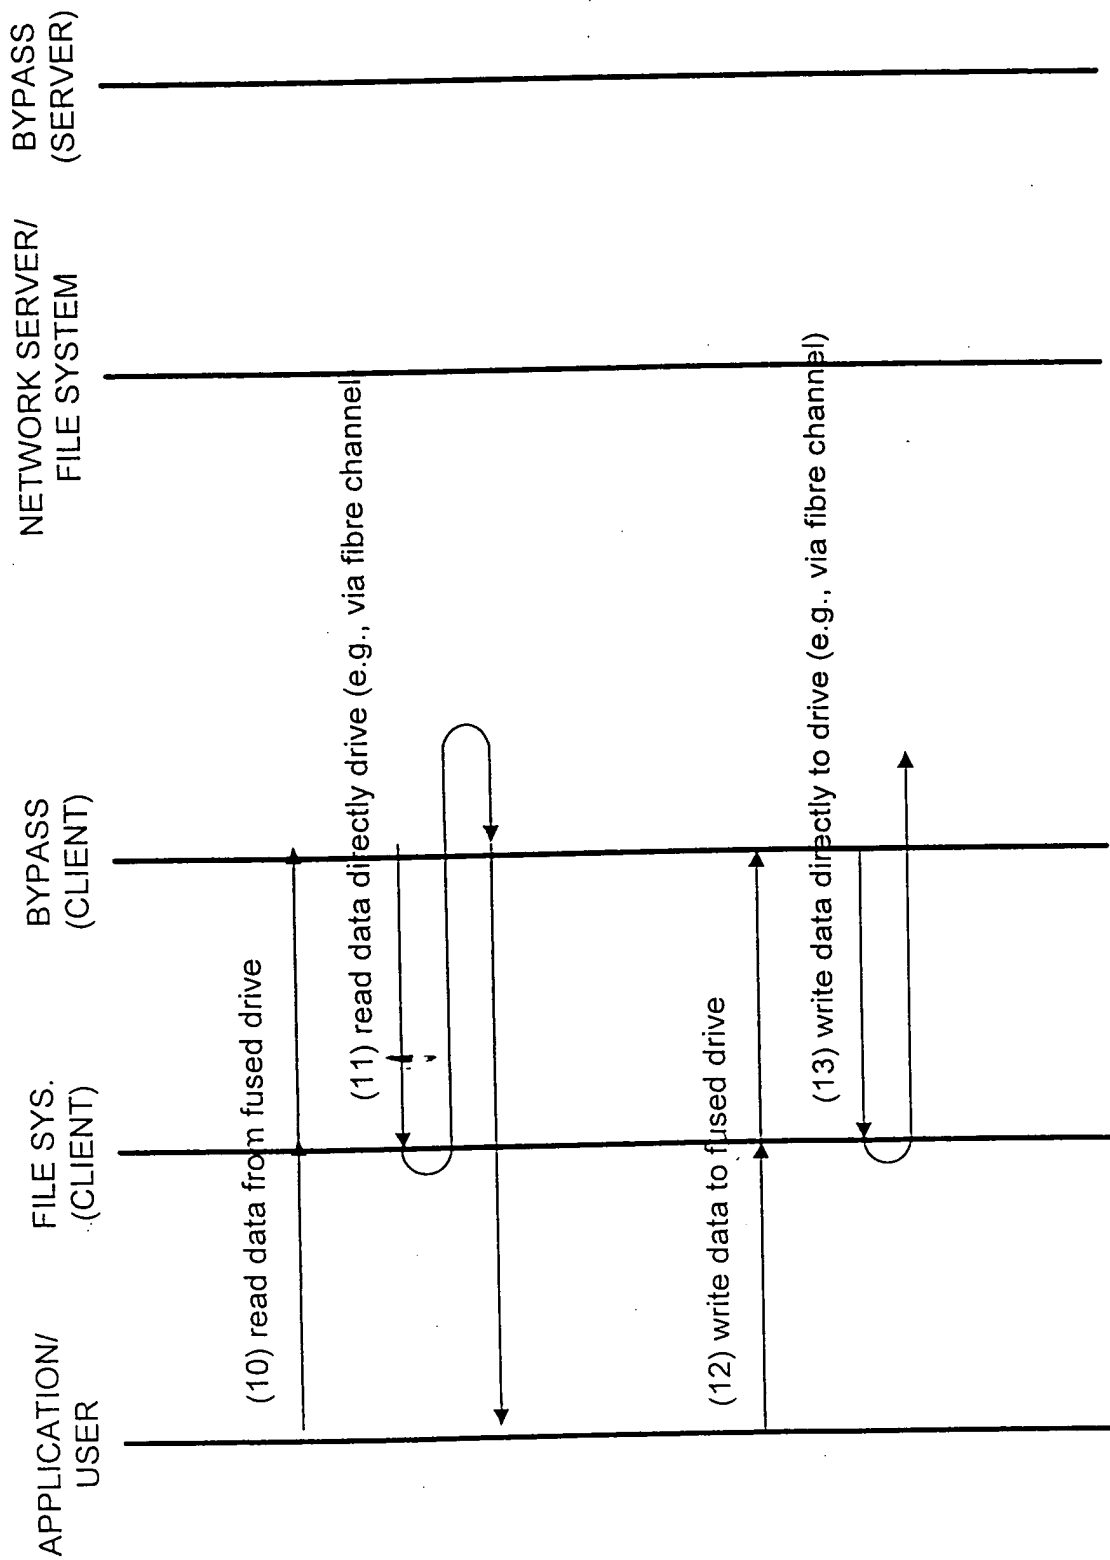 APPLICATION/
USER
FILE SYS.
(CLIENT)
BYPASS
(CLIENT)
NETWORK SERVER/
FILE SYSTEM
BYPASS
(SERVER)
(10) read data from fused drive
(11) read data directly drive (e.g., via fibre channel)
(12) write data to fused drive
(13) write data directly to drive (e.g., via fibre channel)